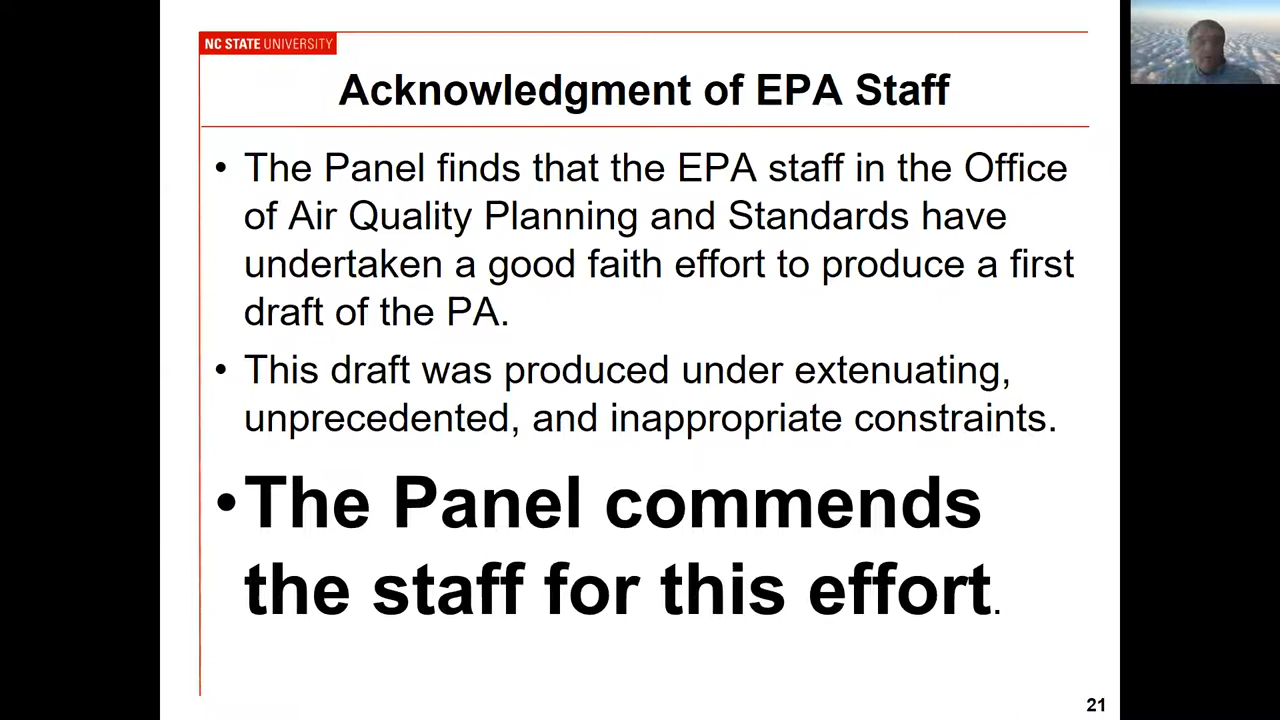 NC STATE UNIVERSITY
Acknowledgment of EPA Staff
• The Panel finds that the EPA staff in the Office
of Air Quality Planning and Standards have
undertaken a good faith effort to produce a first
draft of the PA.
• This draft was produced under extenuating,
unprecedented, and inappropriate constraints.
• The Panel commends
the staff for this effort.
21